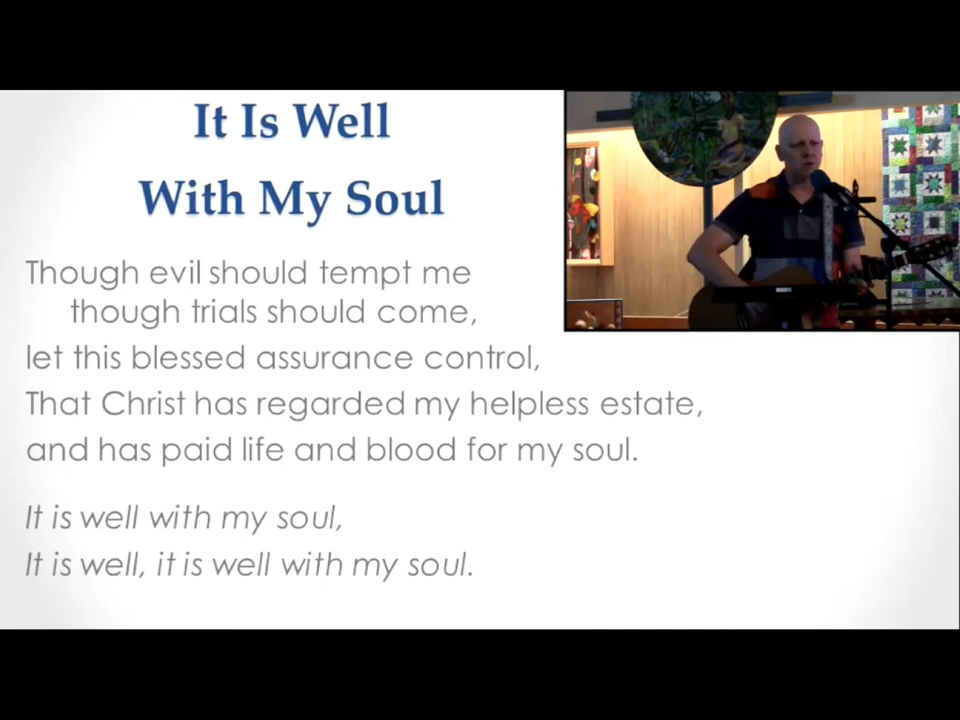 It Is Well
With My Soul
Though evil should tempt me
though trials should come,
let this blessed assurance control,
That Christ has regarded my helpless estate,
and has paid life and blood for my soul.
It is well with my soul,
It is well, it is well with my soul.